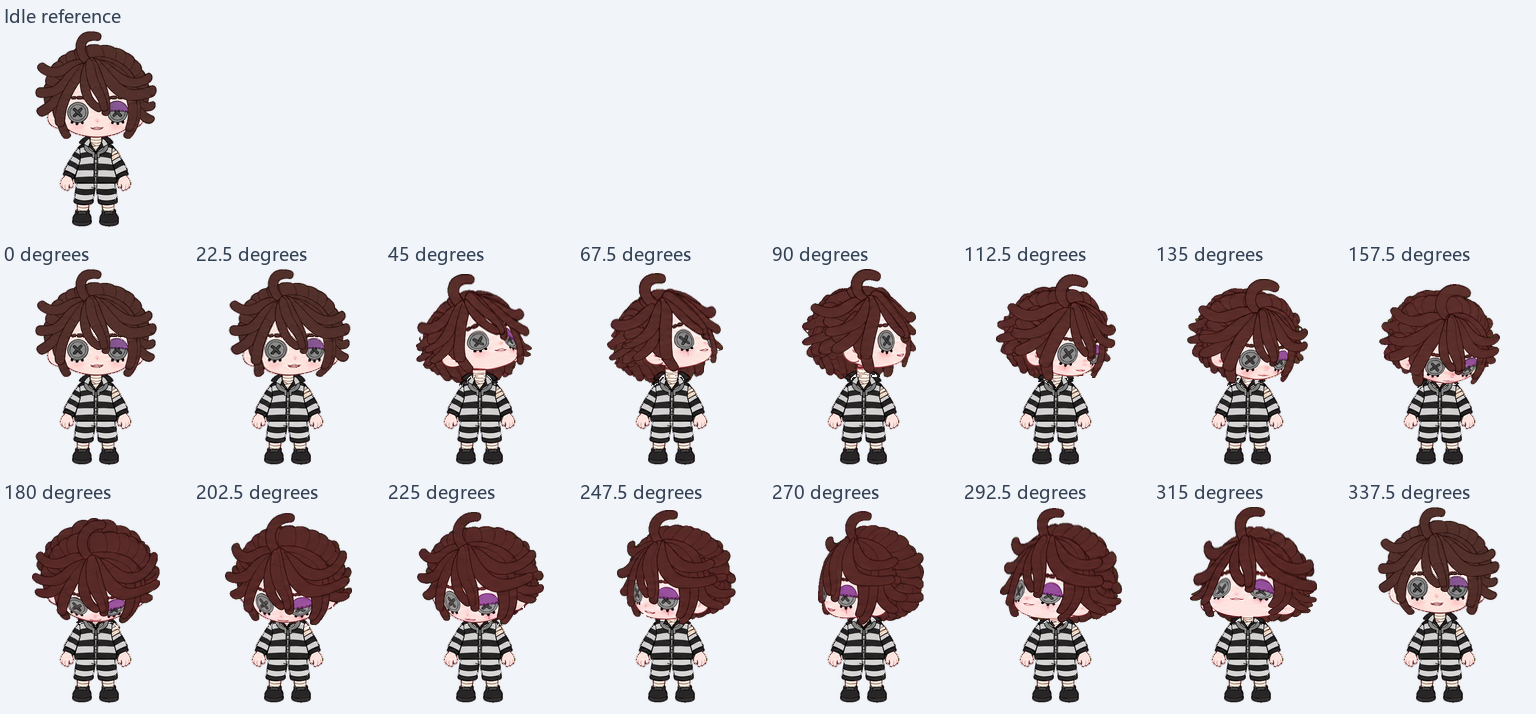 Idle reference
0 degrees
22.5 degrees
45 degrees
67.5 degrees
90 degrees
112.5 degrees
135 degrees
157.5 degrees
180 degrees
202.5 degrees
225 degrees
247.5 degrees
270 degrees
292.5 degrees
315 degrees
337.5 degrees